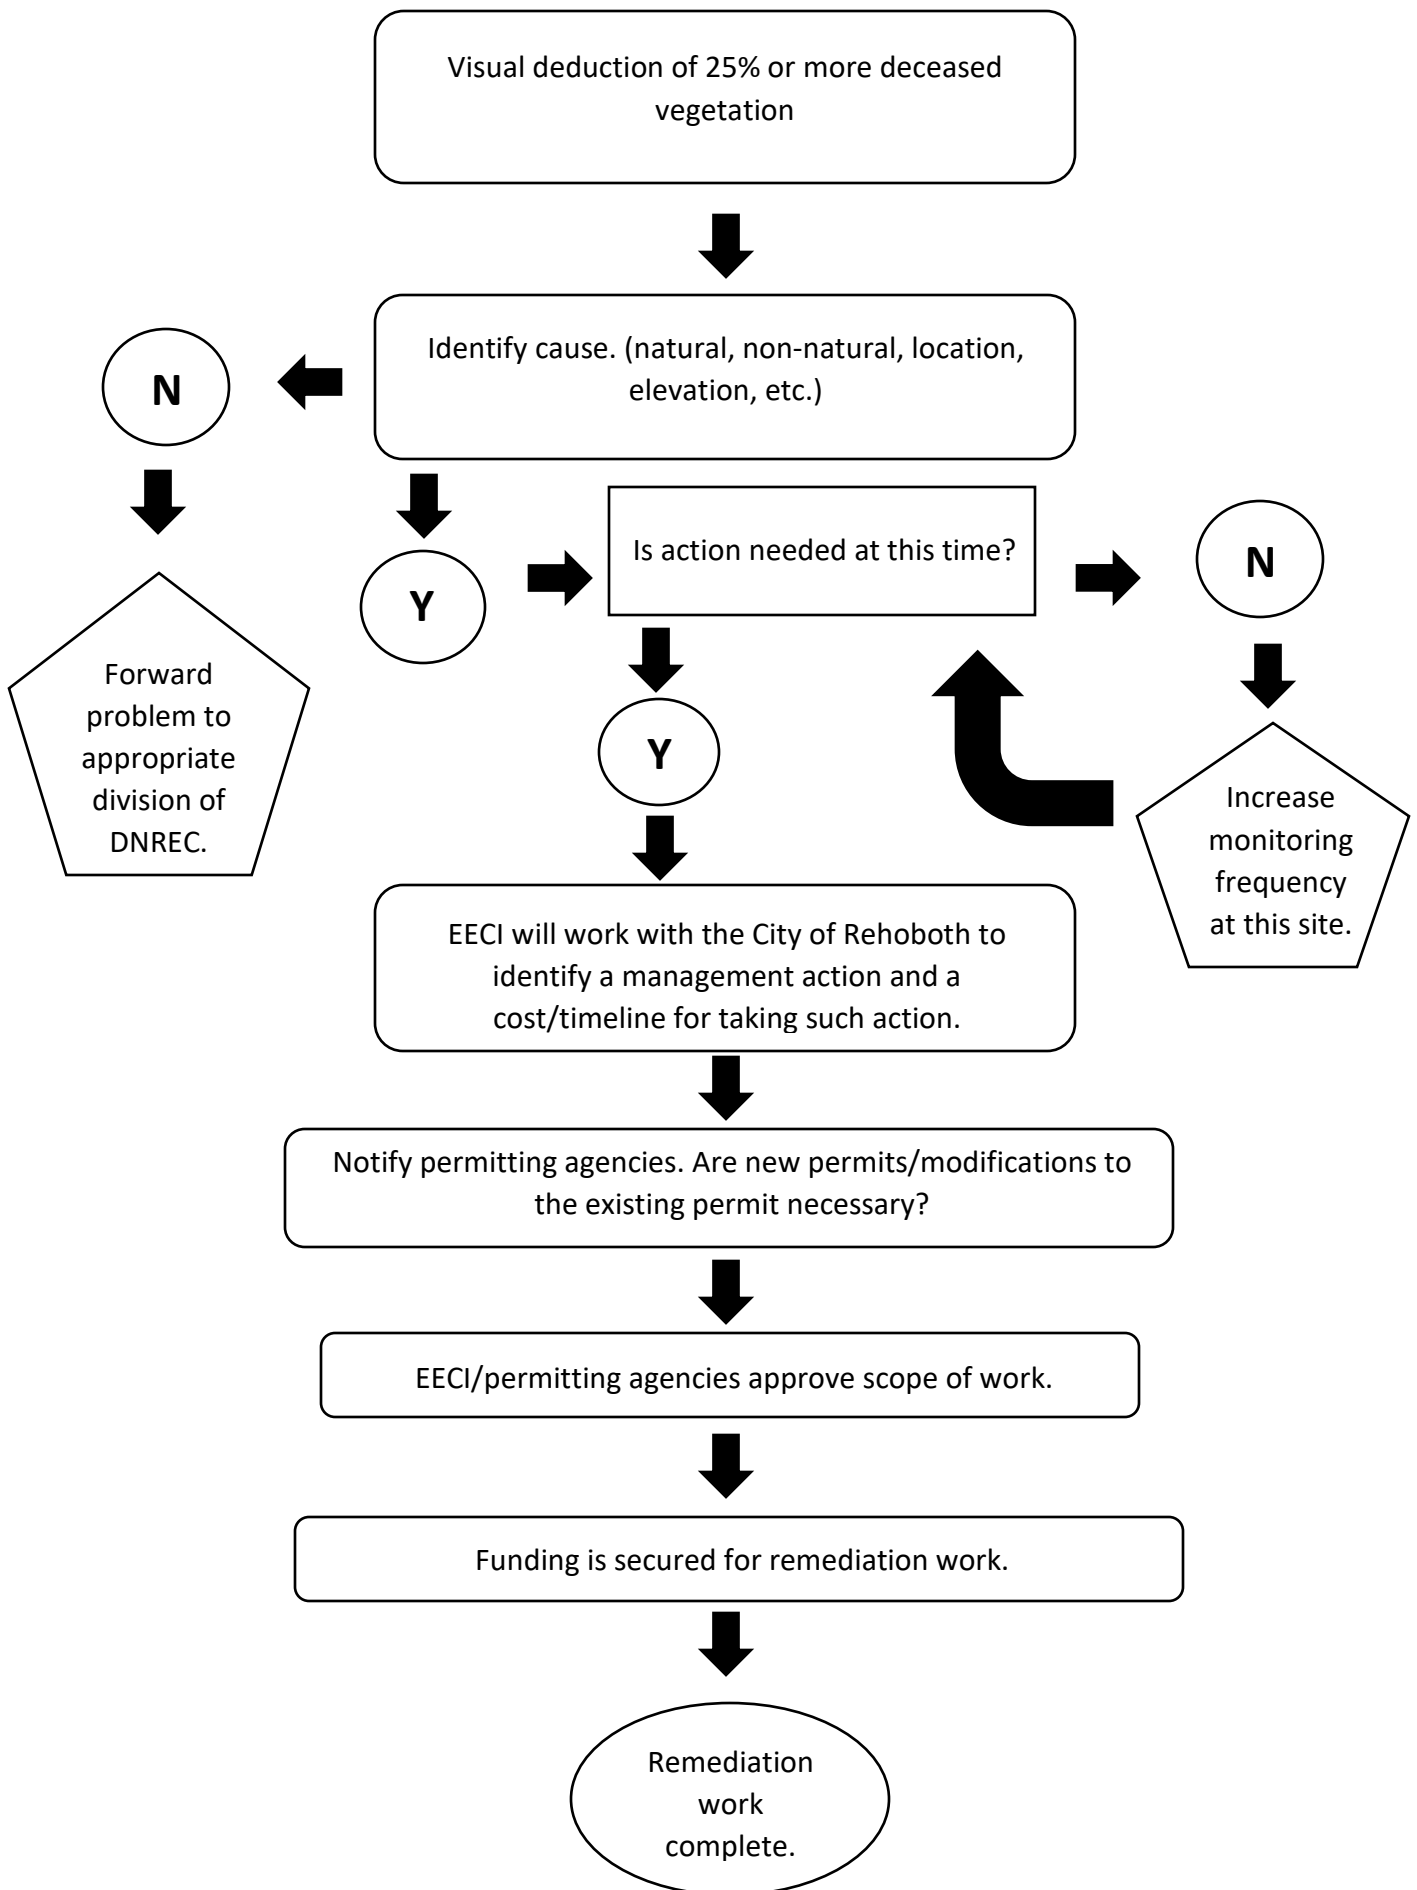 Visual deduction of 25% or more deceased
vegetation
Identify cause. (natural, non-natural, location,
elevation, etc.)
N
Y
Is action needed at this time?
N
Forward
problem to
appropriate
division of
DNREC.
Y
Increase
monitoring
frequency
at this site.
EECI will work with the City of Rehoboth to
identify a management action and a
cost/timeline for taking such action.
Notify permitting agencies. Are new permits/modifications to
the existing permit necessary?
EECI/permitting agencies approve scope of work.
Funding is secured for remediation work.
Remediation
work
complete.